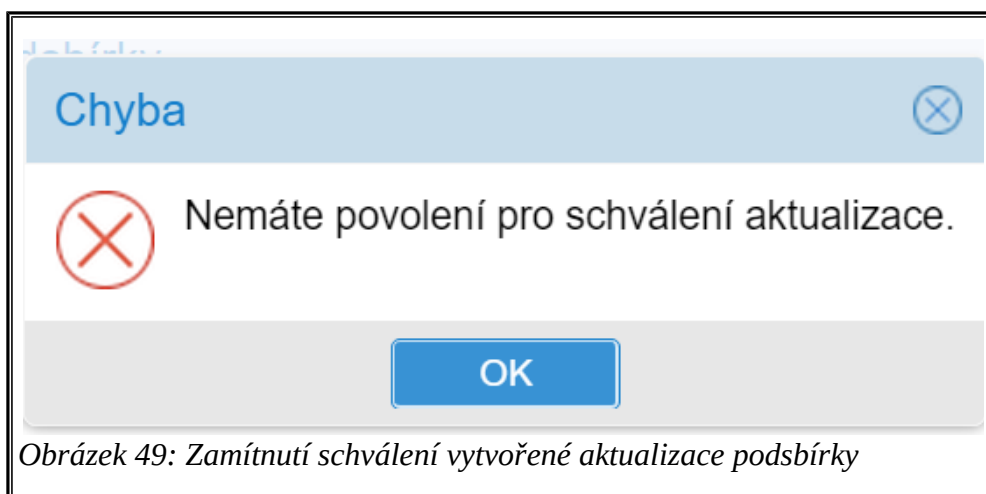 Chyba
Nemáte povolení pro schválení aktualizace.
OK
Obrázek 49: Zamítnutí schválení vytvořené aktualizace podsbírky